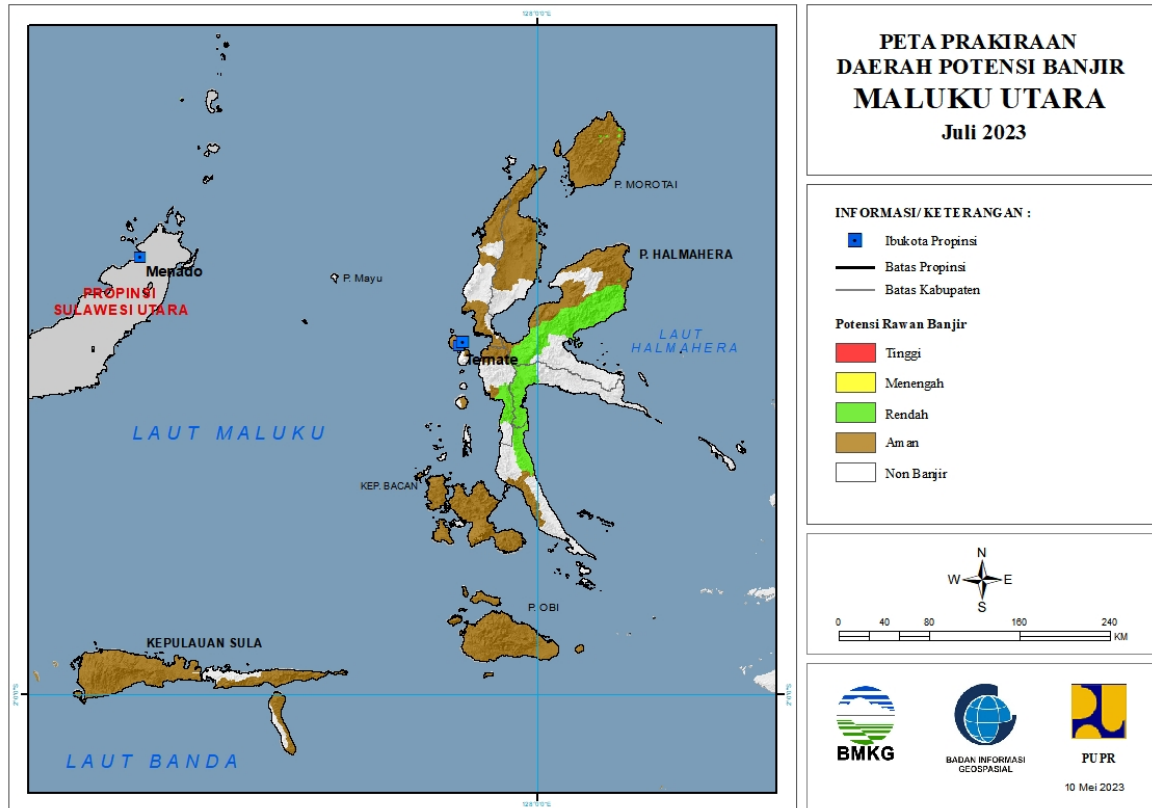 PETA PRAKIRAAN
DAERAH POTENSI BANJIR
MALUKU UTARA
Juli 2023
INFORMASI/ KETERANGAN :
Ibukota Propinsi
Batas Propinsi
Batas Kabupaten
Potensi Rawan Banjir
Tinggi
Menengah
Rendah
Aman
Non Banjir
N
W E
S
0 40 80 160 240
KM
BMKG
BADAN INFORMASI
GEOSPASIAL
PUPR
10 Mei 2023
P. MOROTAI
P. HALMAHERA
Menado
P. Mayu
PROPINSI
SULAWESI UTARA
LAUT
HALMAHERA
LAUT MALUKU
KEP. BACAN
P. OBI
KEPULAUAN SULA
LAUT BANDA